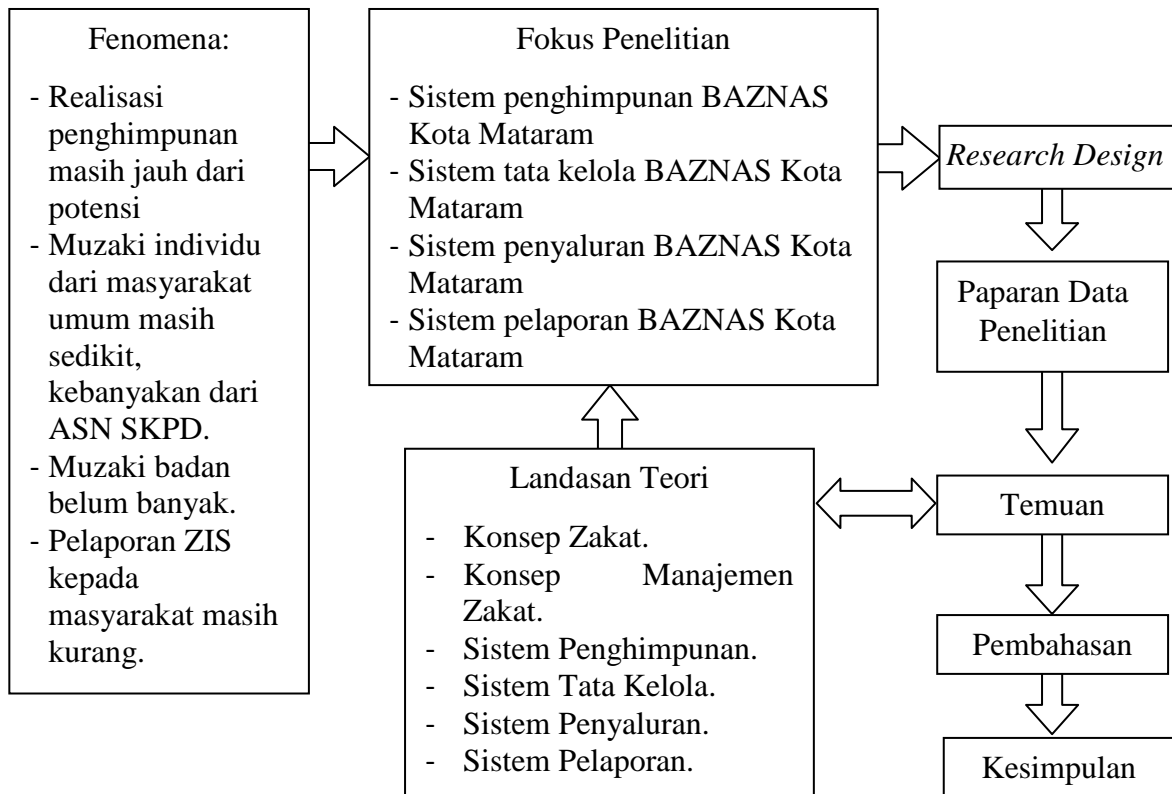 Fenomena:
- Realisasi
penghimpunan
masih jauh dari
potensi
- Muzaki individu
dari masyarakat
umum masih
sedikit,
kebanyakan dari
ASN SKPD.
- Muzaki badan
belum banyak.
- Pelaporan ZIS
kepada
masyarakat masih
kurang.
Fokus Penelitian
- Sistem penghimpunan BAZNAS
Kota Mataram
- Sistem tata kelola BAZNAS Kota
Mataram
- Sistem penyaluran BAZNAS Kota
Mataram
- Sistem pelaporan BAZNAS Kota
Mataram
Landasan Teori
- Konsep Zakat.
- Konsep Manajemen
Zakat.
- Sistem Penghimpunan.
- Sistem Tata Kelola.
- Sistem Penyaluran.
- Sistem Pelaporan.
Research Design
Paparan Data
Penelitian
Temuan
Pembahasan
Kesimpulan